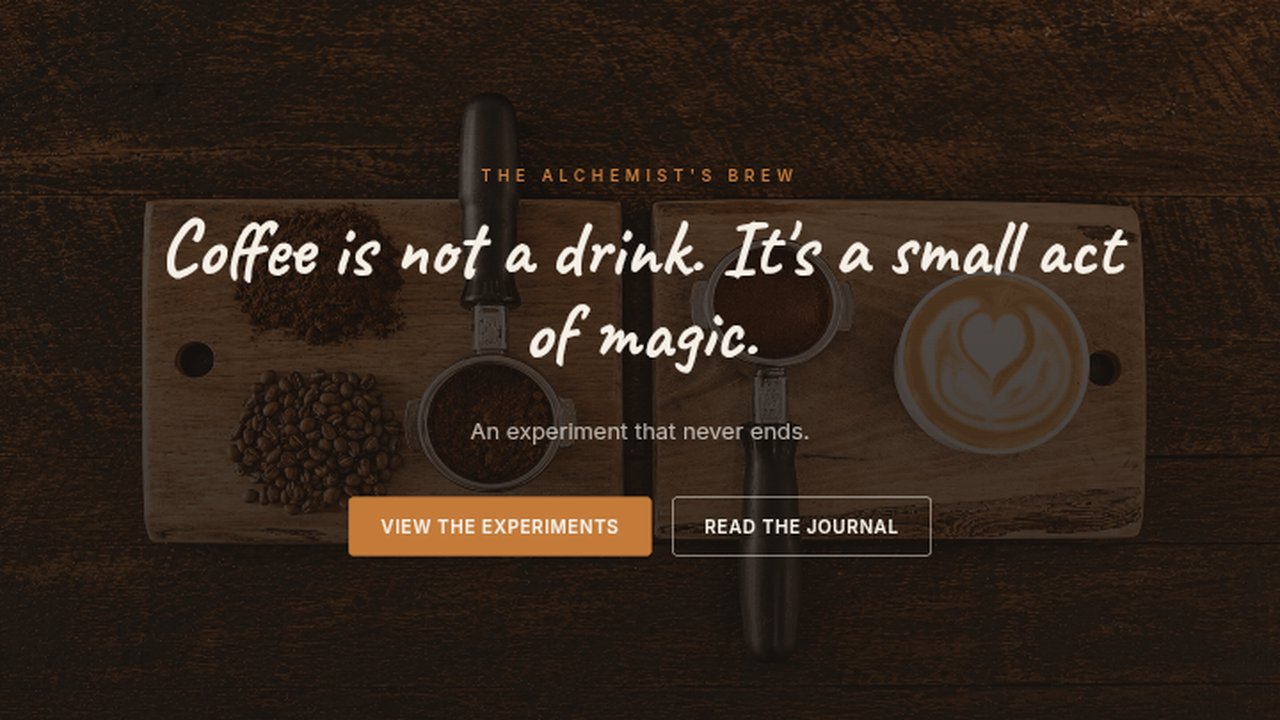 THE ALCHEMIST'S BREW
Coffee is not a drink. It's a small act
of magic.
An experiment that never ends.
VIEW THE EXPERIMENTS
READ THE JOURNAL